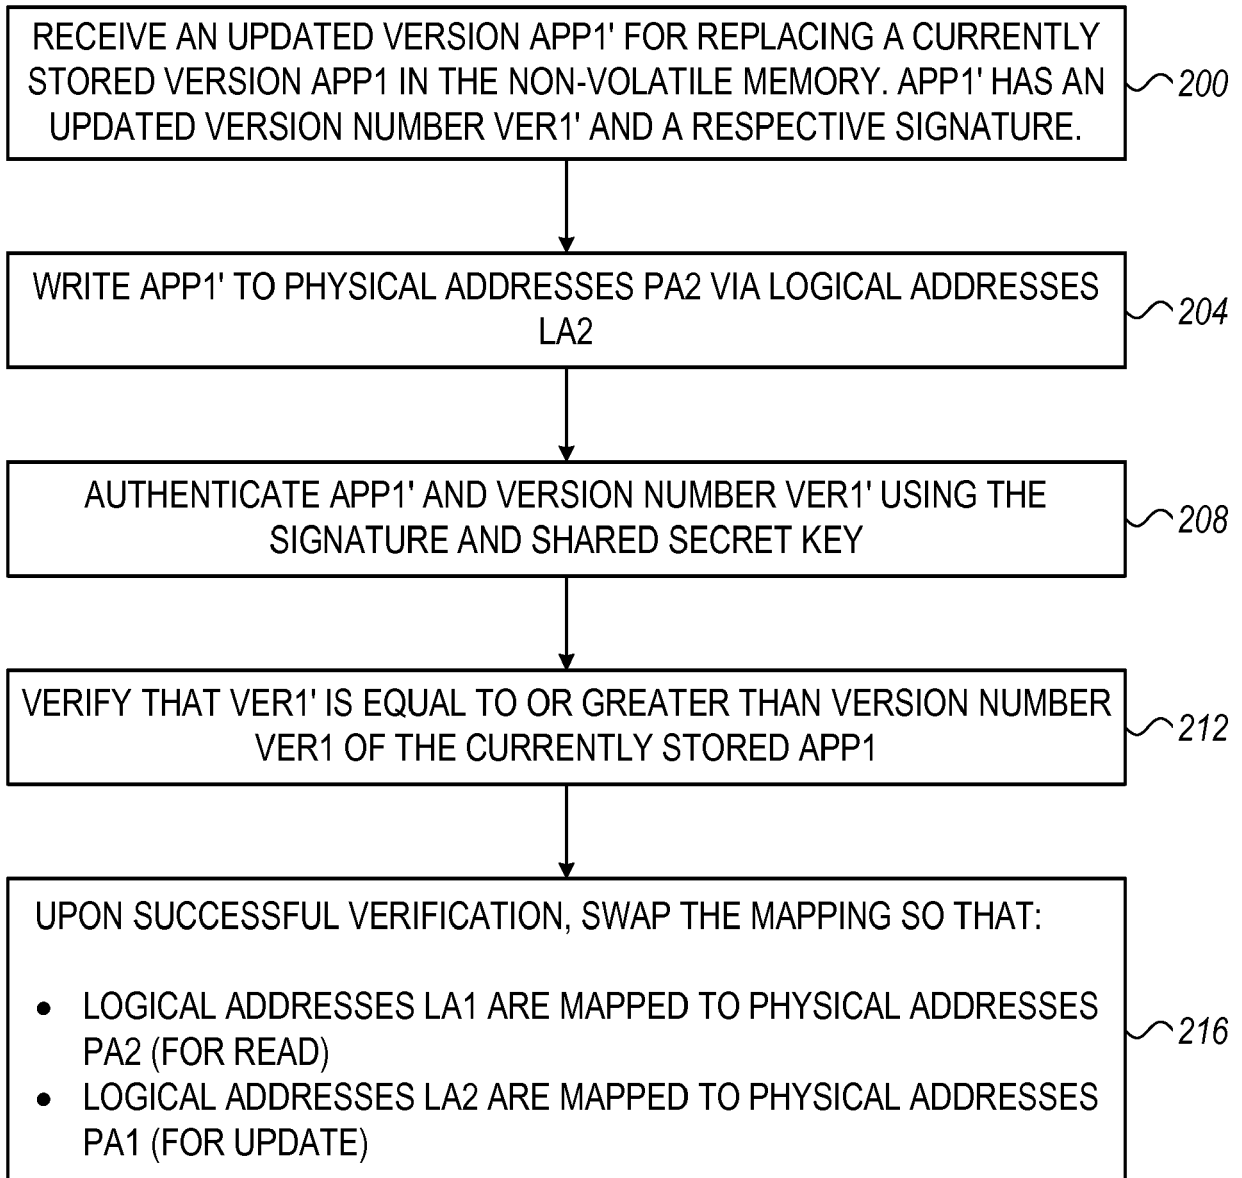 RECEIVE AN UPDATED VERSION APP1' FOR REPLACING A CURRENTLY
STORED VERSION APP1 IN THE NON-VOLATILE MEMORY. APP1' HAS AN
UPDATED VERSION NUMBER VER1' AND A RESPECTIVE SIGNATURE.
200
WRITE APP1' TO PHYSICAL ADDRESSES PA2 VIA LOGICAL ADDRESSES
LA2
204
AUTHENTICATE APP1' AND VERSION NUMBER VER1' USING THE
SIGNATURE AND SHARED SECRET KEY
208
VERIFY THAT VER1' IS EQUAL TO OR GREATER THAN VERSION NUMBER
VER1 OF THE CURRENTLY STORED APP1
212
UPON SUCCESSFUL VERIFICATION, SWAP THE MAPPING SO THAT:
• LOGICAL ADDRESSES LA1 ARE MAPPED TO PHYSICAL ADDRESSES
PA2 (FOR READ)
• LOGICAL ADDRESSES LA2 ARE MAPPED TO PHYSICAL ADDRESSES
PA1 (FOR UPDATE)
216